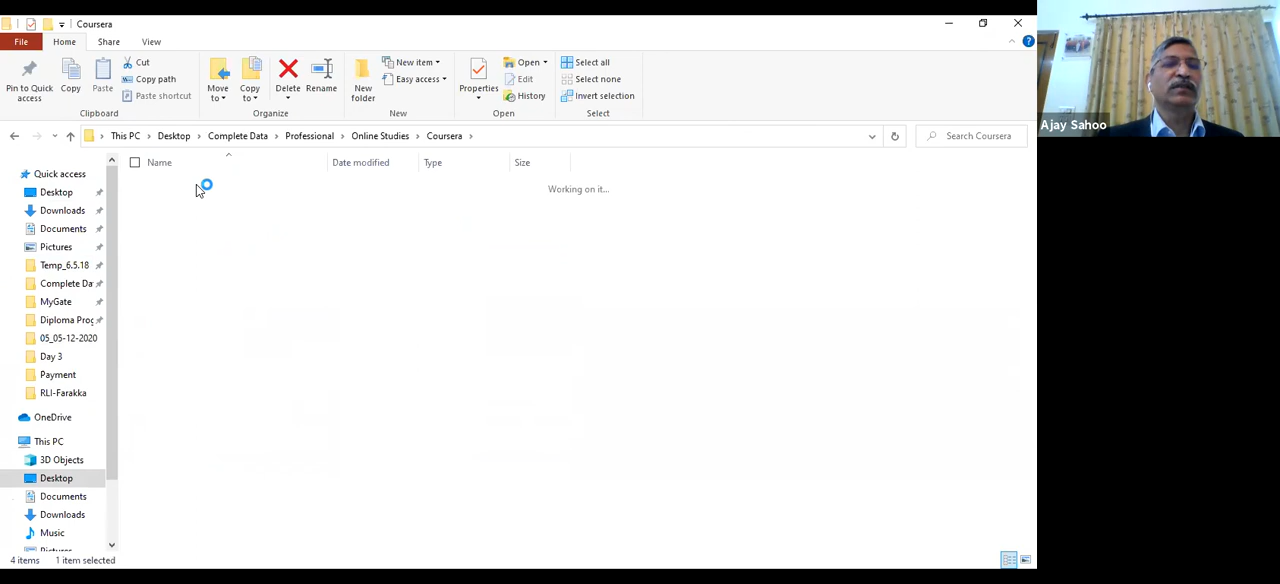 Coursera
File Home Share View
Pin to Quick access
Copy
Paste
Cut
Copy path
Paste shortcut
Clipboard
Move to
Copy to
Delete
Rename
Organize
New folder
New item
Easy access
New
Properties
Open
Edit
History
Open
Select all
Select none
Invert selection
Select
This PC > Desktop > Complete Data > Professional > Online Studies > Coursera >
Search Coursera
Name Date modified Type Size
Working on it...
Quick access
Desktop
Downloads
Documents
Pictures
Temp_6.5.18
Complete Da
MyGate
Diploma Prog
05_05-12-2020
Day 3
Payment
RLI-Farakka
OneDrive
This PC
3D Objects
Desktop
Documents
Downloads
Music
Pictures
4 items 1 item selected
Ajay Sahoo